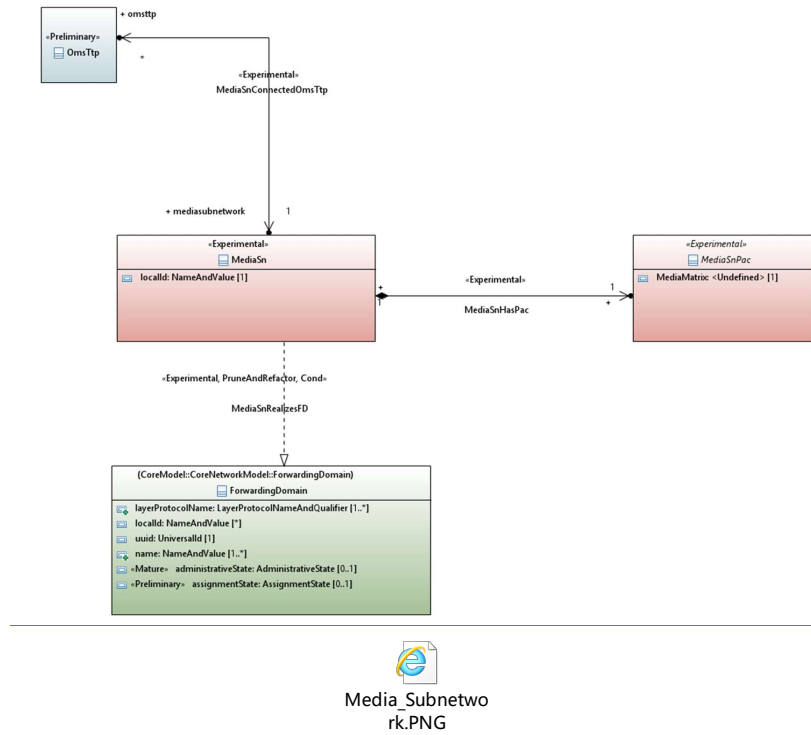 + omsttp
«Preliminary»
OmsTtp
*
«Experimental»
MediaSnConnectedOmsTtp
+ mediasubnetwork
1
«Experimental»
MediaSn
localId: NameAndValue [1]
«Experimental»
MediaSnPac
MediaMatrix: <Undefined> [1]
+
1
«Experimental»
MediaSnHasPac
1
+
«Experimental, PruneAndRefactor, Cond»
MediaSnRealizesFD
(CoreModel::CoreNetworkModel::ForwardingDomain)
ForwardingDomain
layerProtocolName: LayerProtocolNameAndQualifier [1..*]
localId: NameAndValue [*]
uuid: UniversalId [1]
name: NameAndValue [1..*]
«Mature» administrativeState: AdministrativeState [0..1]
«Preliminary» assignmentState: AssignmentState [0..1]
Media_Subnetwo
rk.PNG